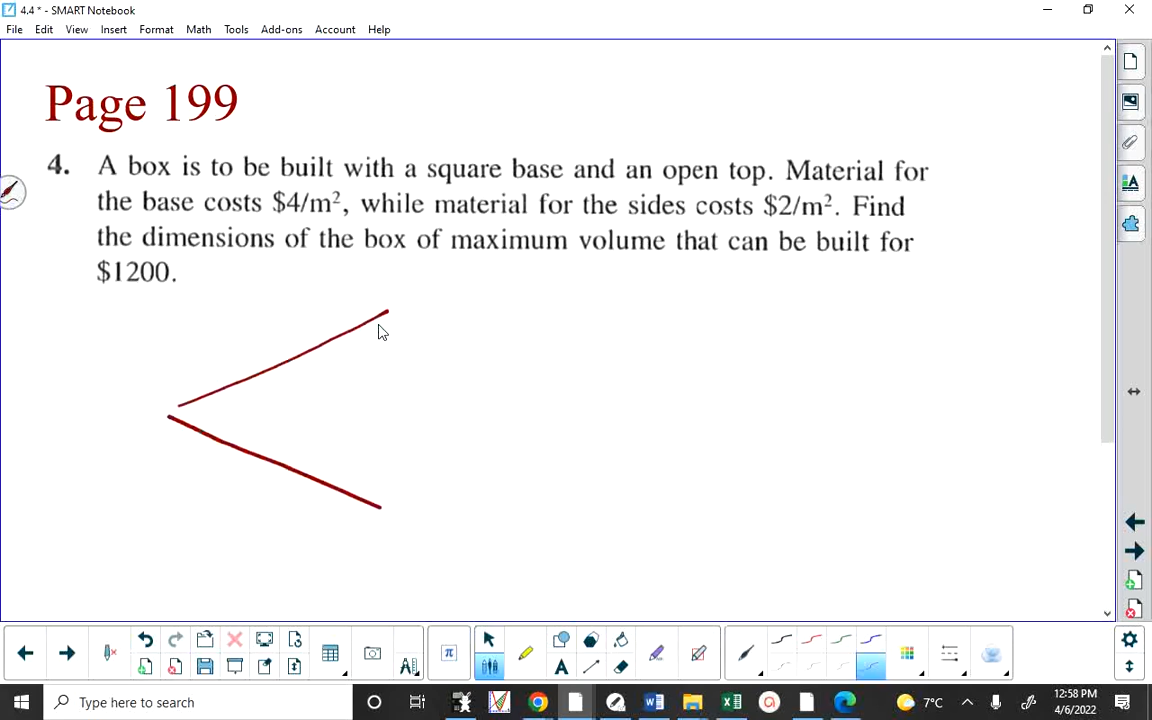 4.4 * - SMART Notebook
File Edit View Insert Format Math Tools Add-ons Account Help
Page 199
4. A box is to be built with a square base and an open top. Material for
the base costs $4/m², while material for the sides costs $2/m². Find
the dimensions of the box of maximum volume that can be built for
$1200.
π
A
Type here to search
7°C
12:58 PM
4/6/2022